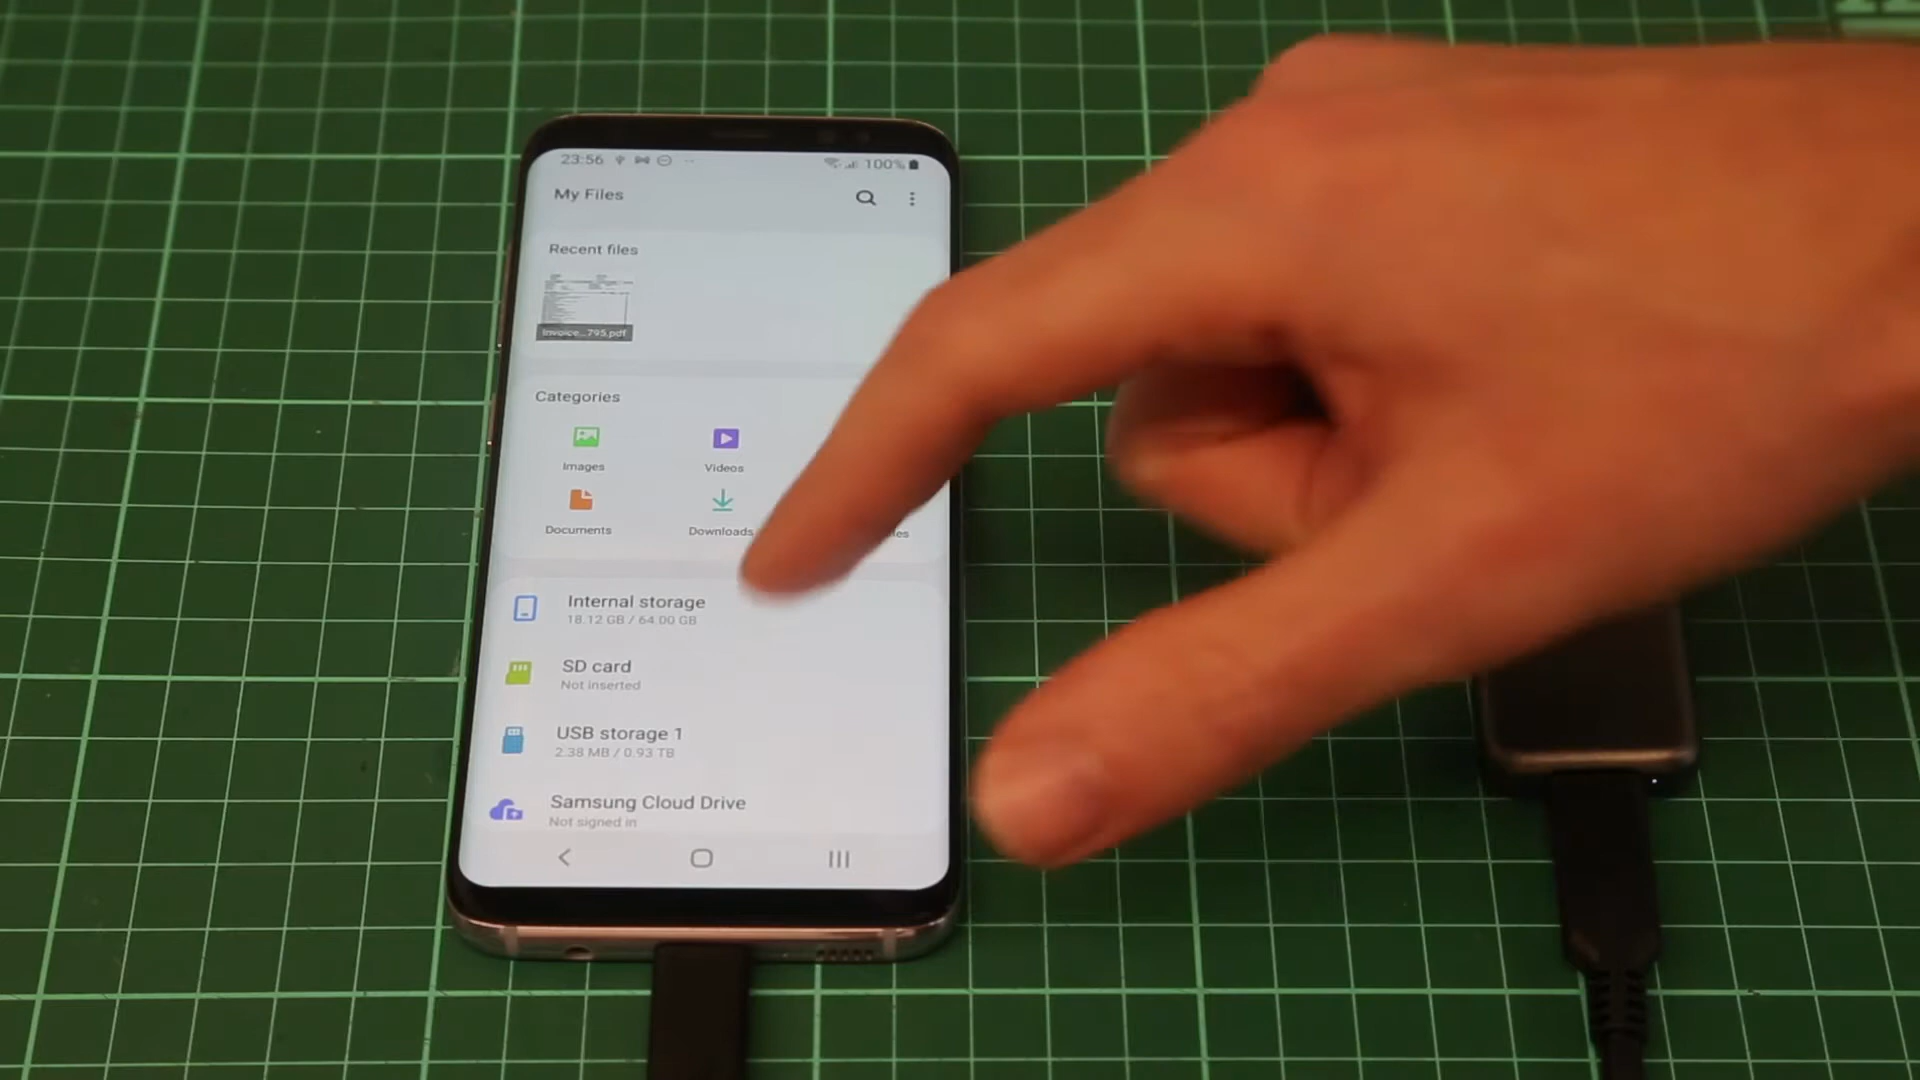 23:56
100%
My Files
Recent files
Invoice...795.pdf
Categories
Images
Videos
Documents
Downloads
Internal storage
18.12 GB / 64.00 GB
SD card
Not inserted
USB storage 1
2.38 MB / 0.93 TB
Samsung Cloud Drive
Not signed in